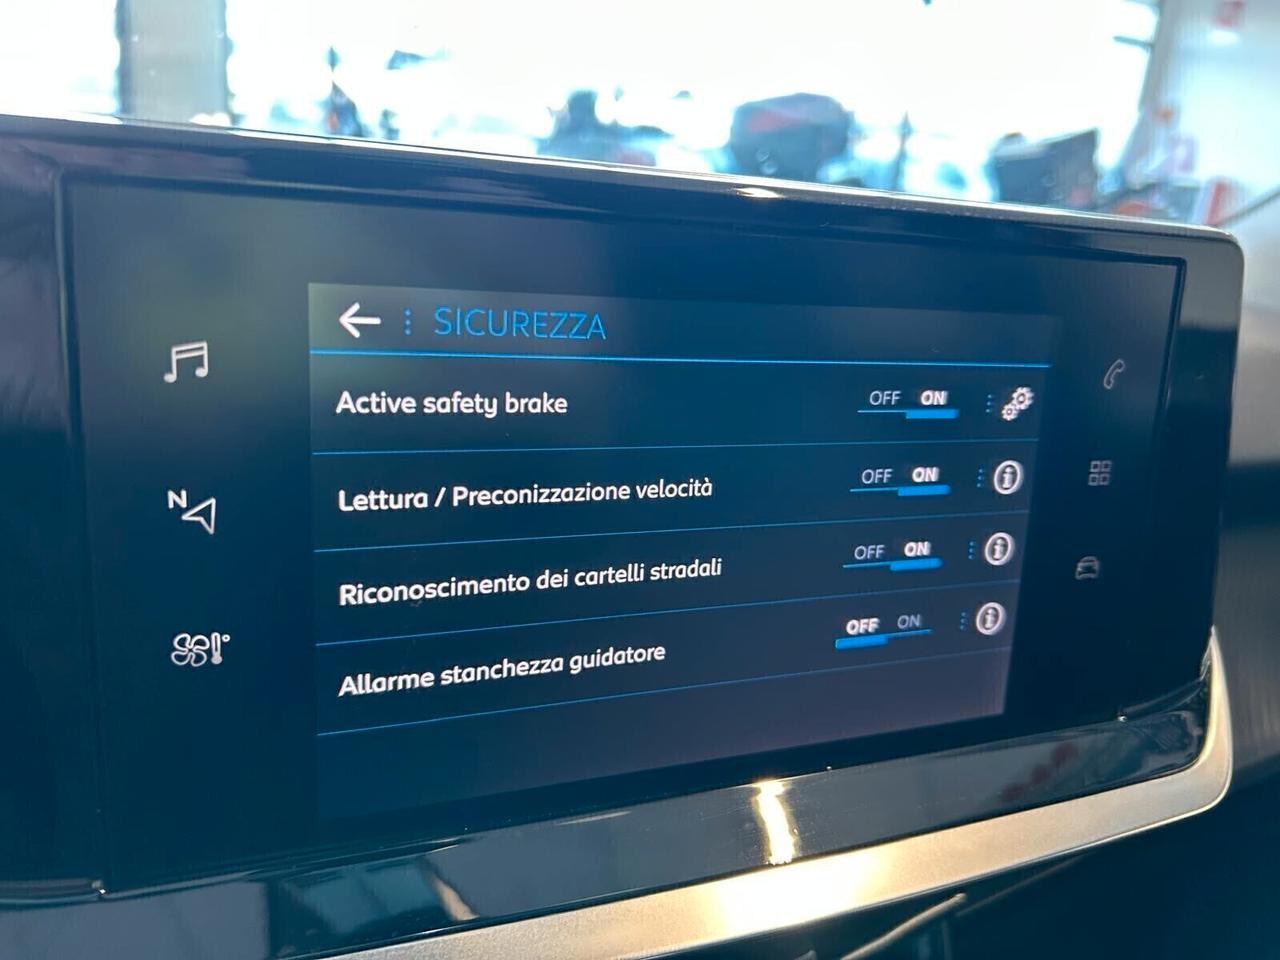 SICUREZZA
Active safety brake OFF ON
Lettura / Preconizzazione velocità OFF ON
Riconoscimento dei cartelli stradali OFF ON
Allarme stanchezza guidatore OFF ON
N